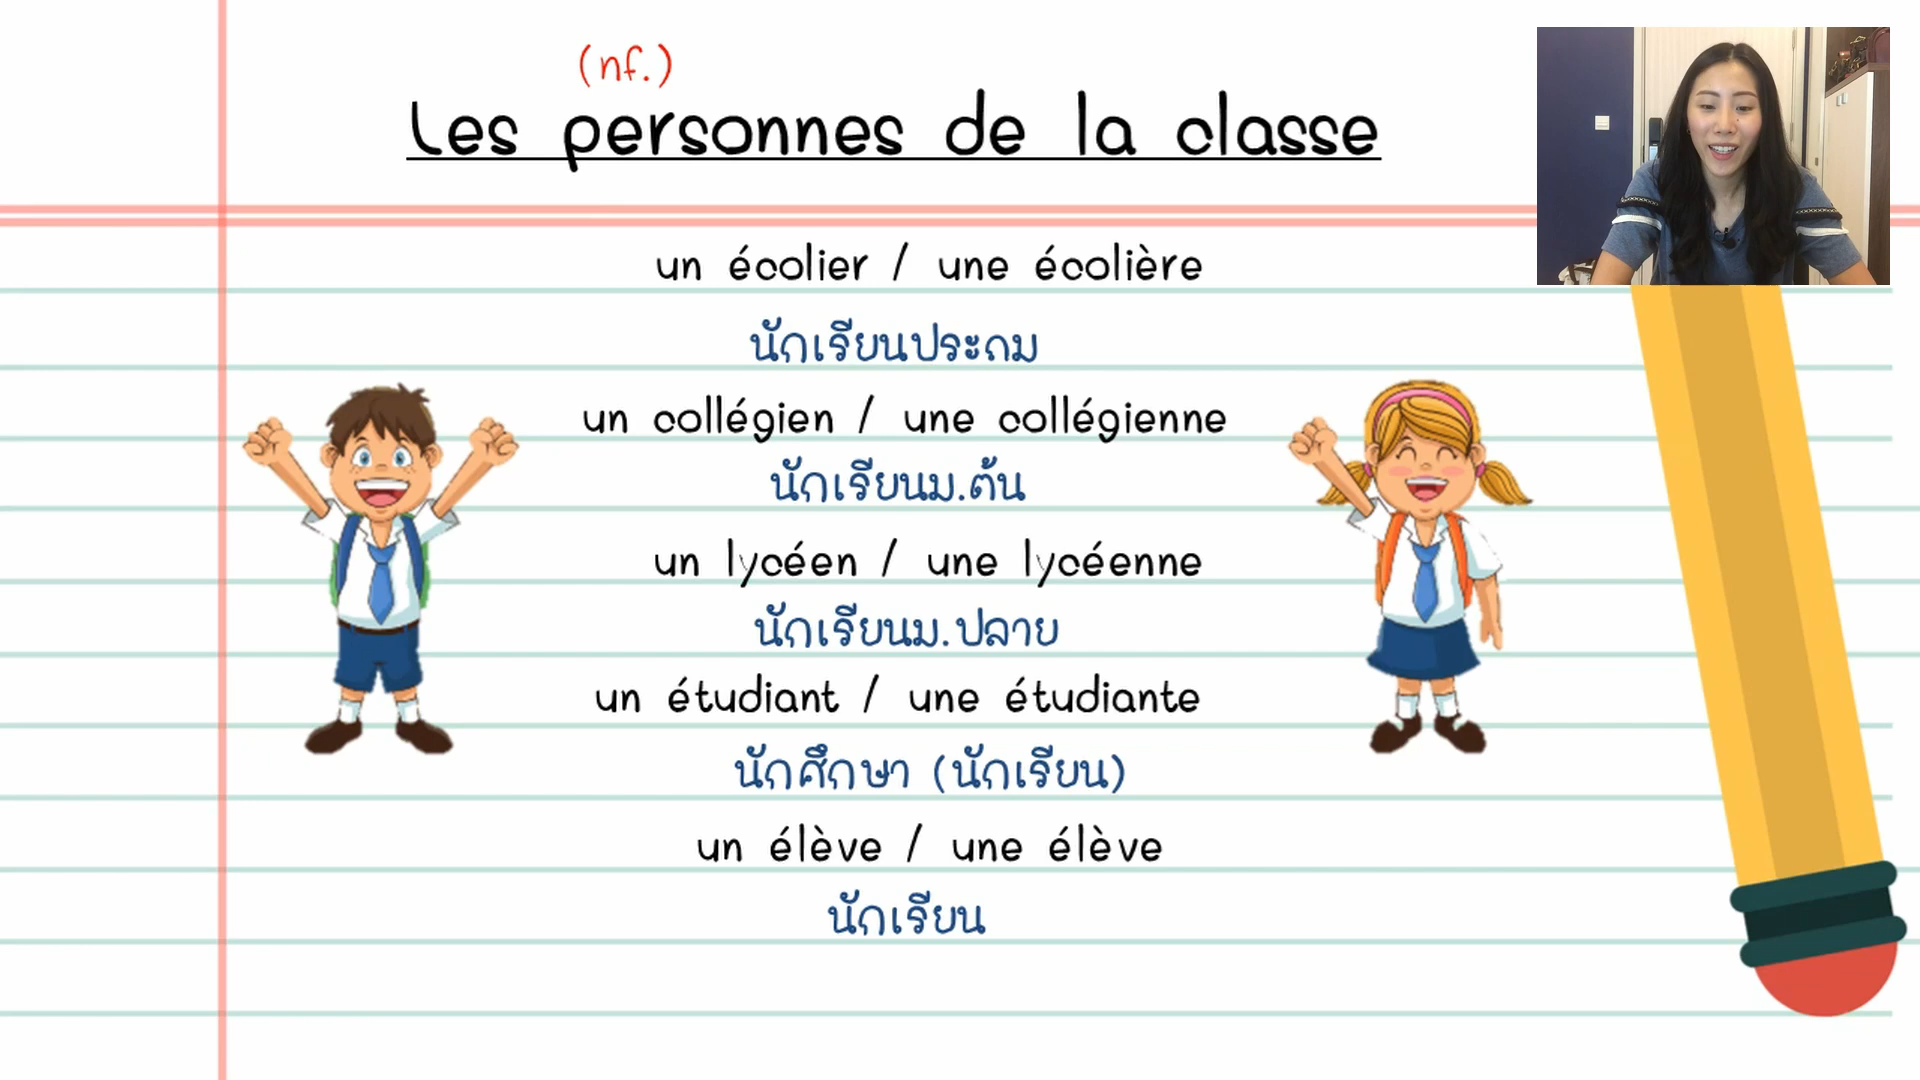 (nf.)
Les personnes de la classe
un écolier / une écolière
นักเรียนประถม
un collégien / une collégienne
นักเรียนม.ต้น
un lycéen / une lycéenne
นักเรียนม.ปลาย
un étudiant / une étudiante
นักศึกษา (นักเรียน)
un élève / une élève
นักเรียน